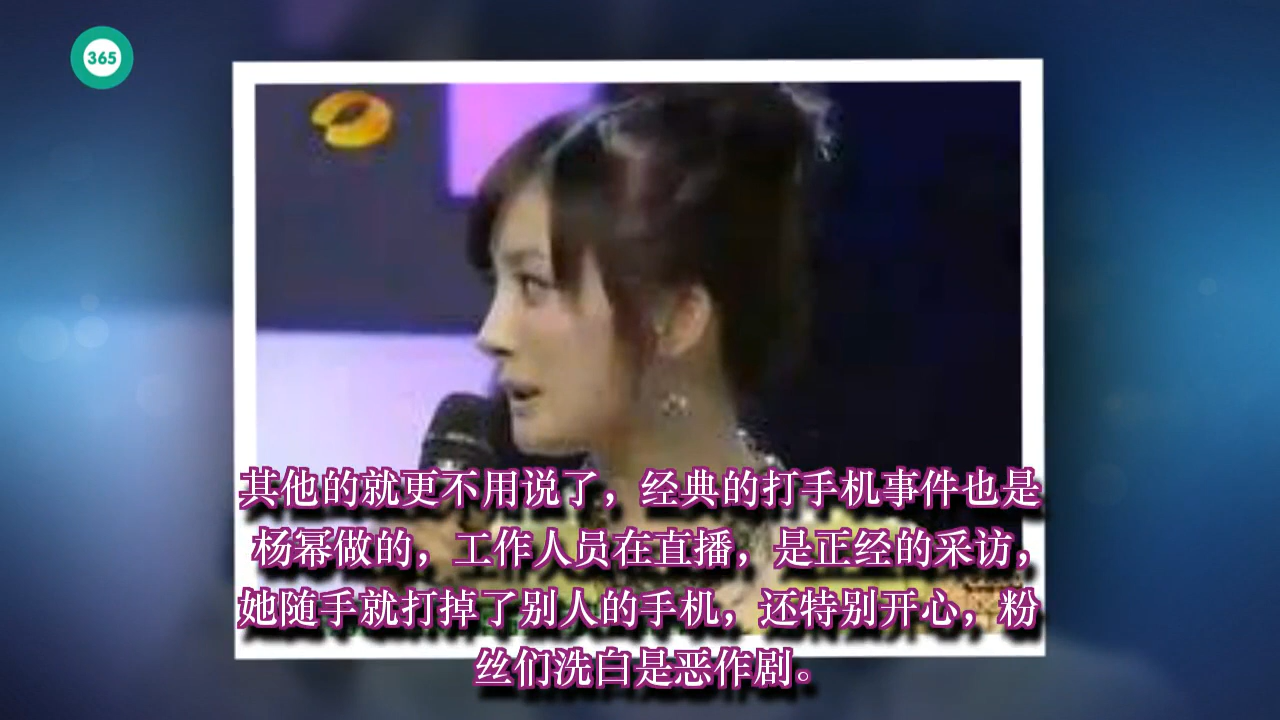 365
其他的就更不用说了，经典的打手机事件也是
杨幂做的，工作人员在直播，是正经的采访，
她随手就打掉了别人的手机，还特别开心，粉
丝们洗白是恶作剧。